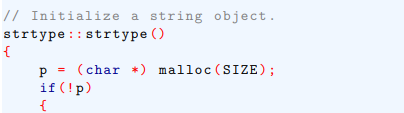 // Initialize a string object.
strtype::strtype()
{
p = (char *) malloc(SIZE);
if(!p)
{